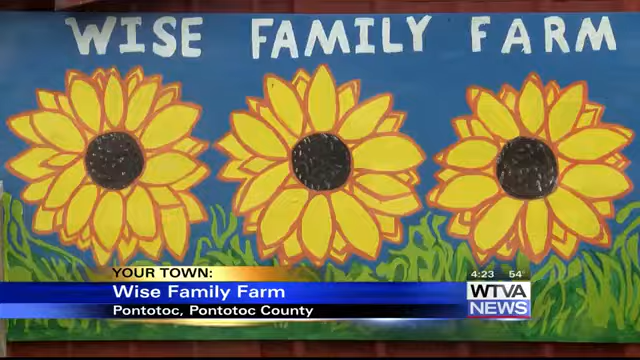 WISE FAMILY FARM
YOUR TOWN:
4:23 54°
Wise Family Farm
WTVA
Pontotoc, Pontotoc County
NEWS